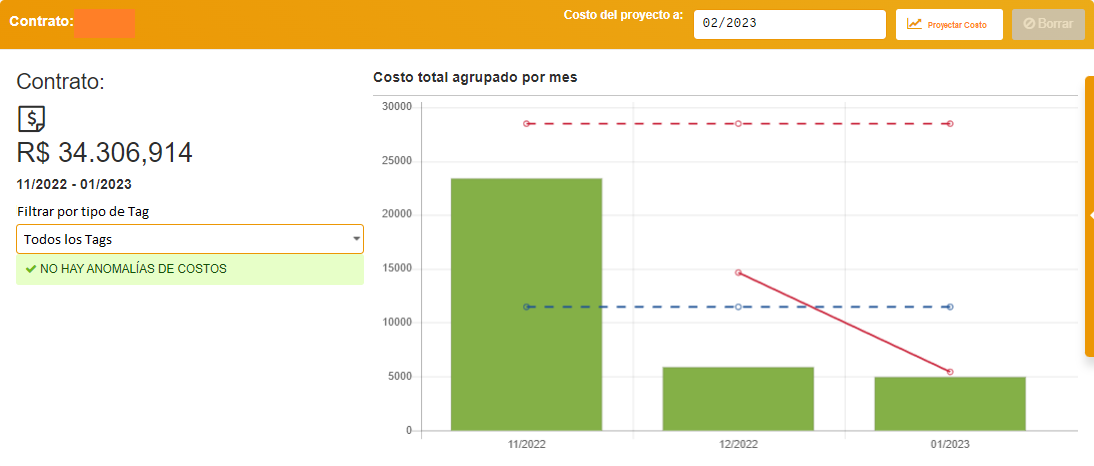 Contrato:
Costo del proyecto a:
02/2023
Proyectar Costo
Borrar
Contrato:
R$ 34.306,914
11/2022 - 01/2023
Filtrar por tipo de Tag
Todos los Tags
NO HAY ANOMALÍAS DE COSTOS
Costo total agrupado por mes
30000
25000
20000
15000
10000
5000
0
11/2022
12/2022
01/2023